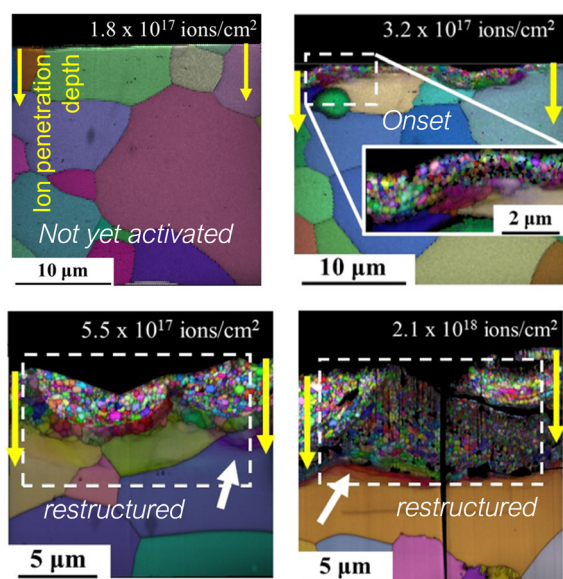 1.8 x 10¹⁷ ions/cm²
Ion penetration
depth
Not yet activated
10 µm
3.2 x 10¹⁷ ions/cm²
Onset
2 µm
10 µm
5.5 x 10¹⁷ ions/cm²
restructured
5 µm
2.1 x 10¹⁸ ions/cm²
restructured
5 µm